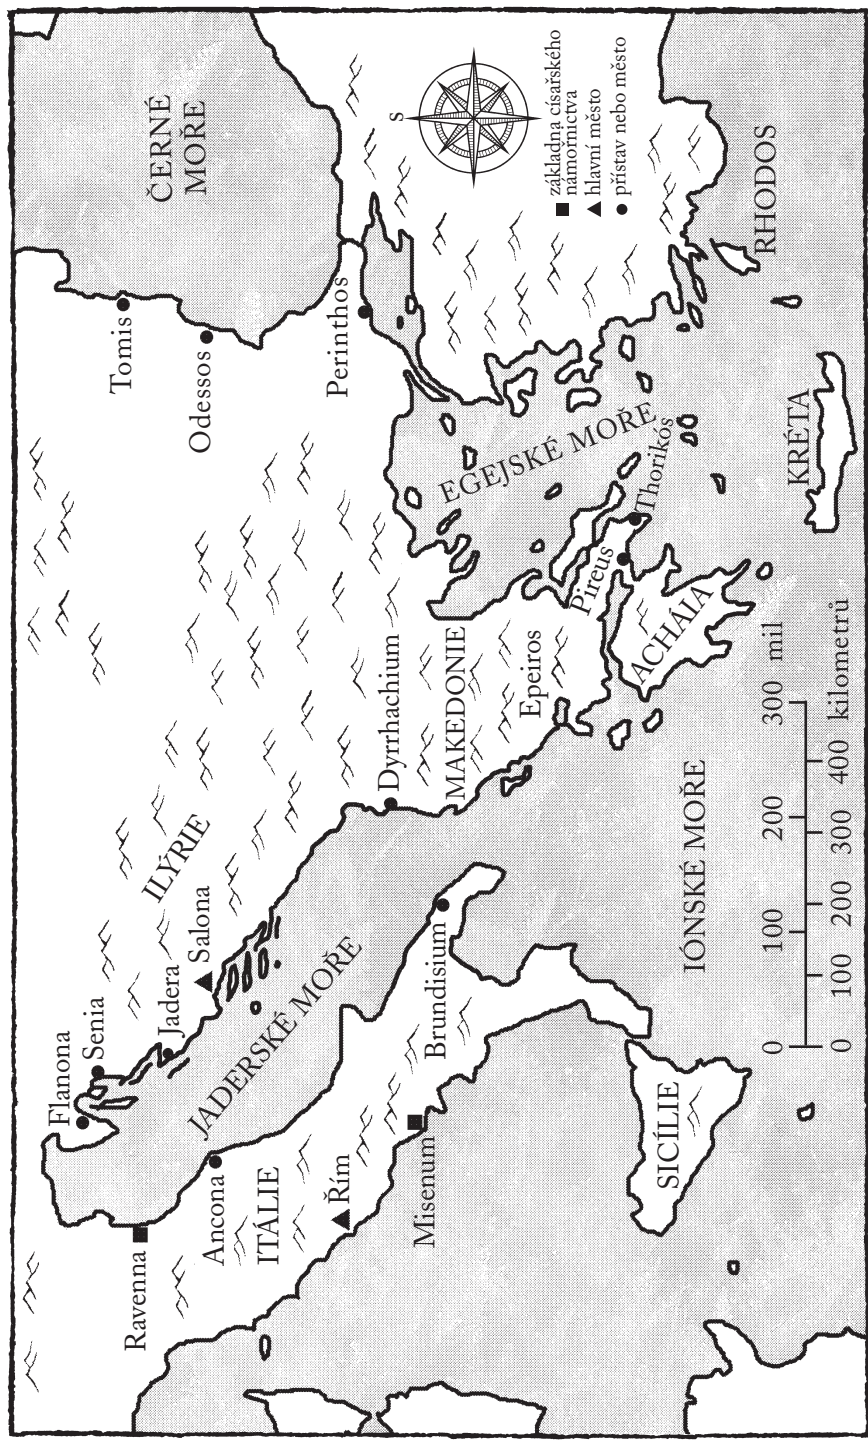 ČERNÉ
MOŘE
Tomis
Odessos
Perinthos
S
základna císařského
námořnictva
hlavní město
přístav nebo město
Flanona
Senia
Jadera
Salona
ILÝRIE
Ravenna
Ancona
ITÁLIE
Řím
JADERSKÉ MOŘE
Misenum
Brundisium
Dyrrhachium
MAKEDONIE
Epeiros
EGEJSKÉ MOŘE
Thorikós
Pireus
ACHÁIA
RHODOS
KRÉTA
SICÍLIE
IÓNSKÉ MOŘE
0 100 200 300 mil
0 100 200 300 400 kilometrů